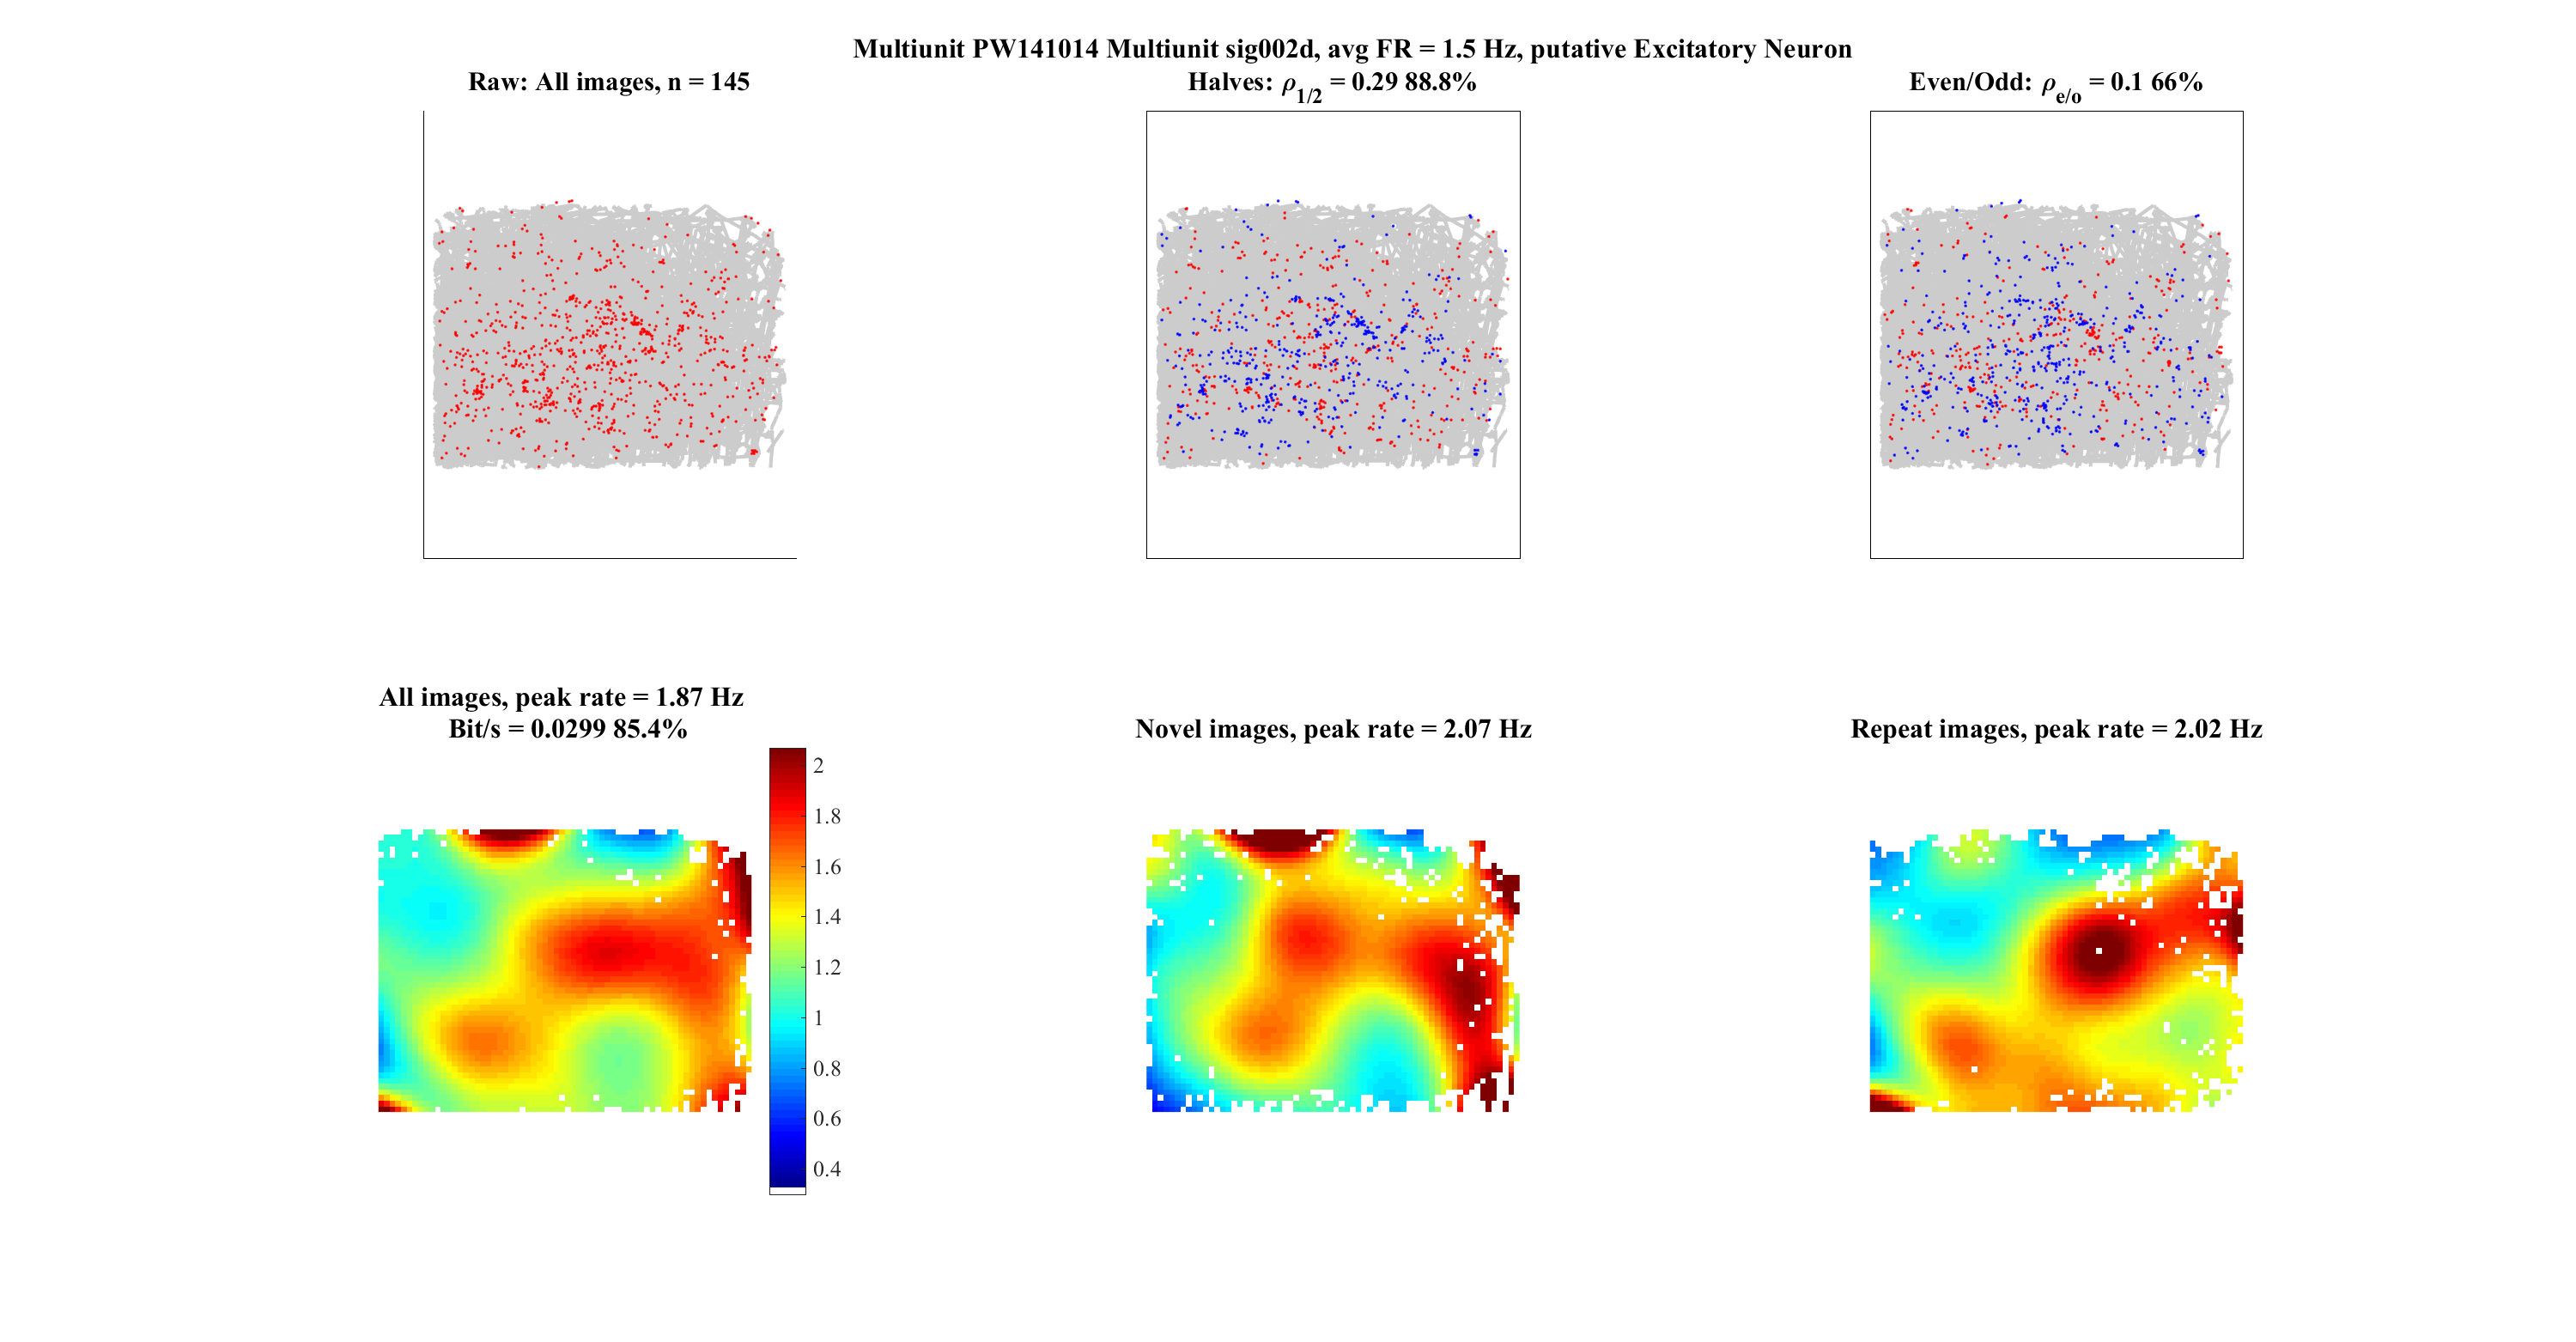 Multiunit PW141014 Multiunit sig002d, avg FR = 1.5 Hz, putative Excitatory Neuron
Raw: All images, n = 145
Halves: ρ1/2 = 0.29 88.8%
Even/Odd: ρe/o = 0.1 66%
All images, peak rate = 1.87 Hz
Bit/s = 0.0299 85.4%
2
1.8
1.6
1.4
1.2
1
0.8
0.6
0.4
Novel images, peak rate = 2.07 Hz
Repeat images, peak rate = 2.02 Hz